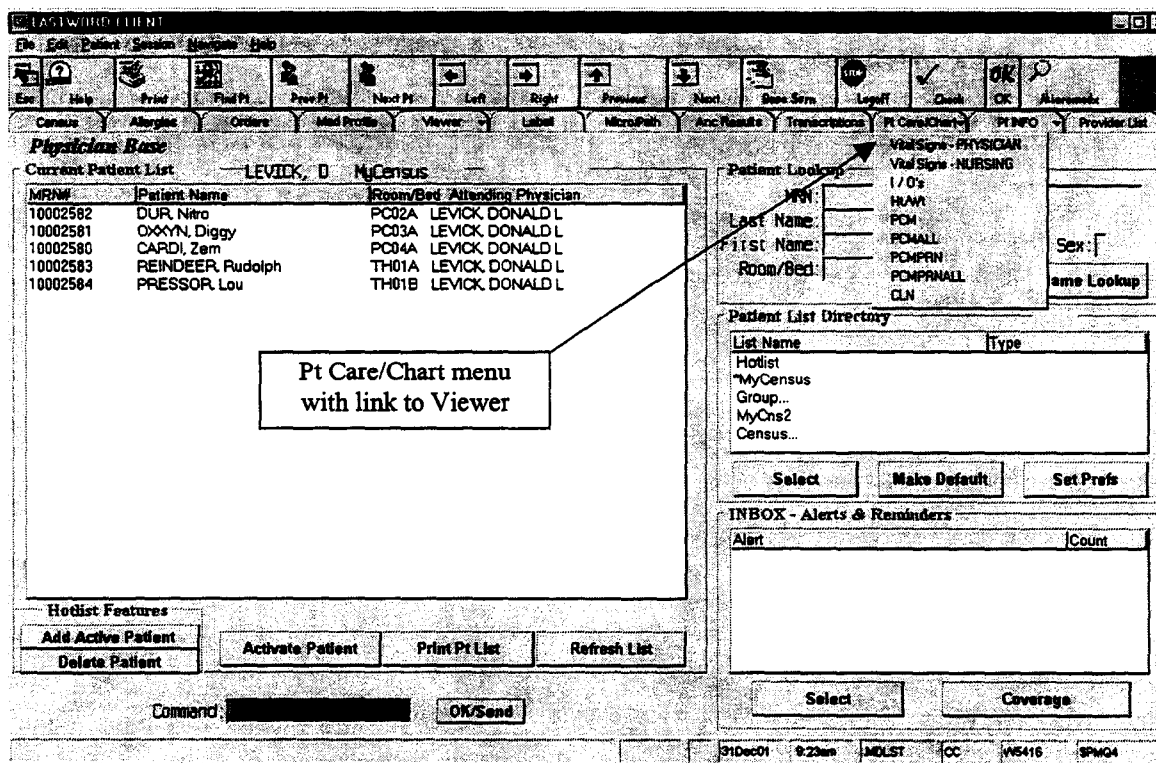 LASTWORD CLIENT
File Edit Patient Session Navigate Help
Esc Help Print Find Pt Prev Pt Next Pt Left Right Previous Next Base Scrn Logoff Check OK
Census Allergies Orders Med Profile Viewer Label Micro/Path Anc Results Transcriptions Pt Care/Chart Pt INFO Provider List
Physician Base
Current Patient List LEVICK, D MyCensus
MRN# Patient Name Room/Bed Attending Physician
10002582 DUR, Nitro PC02A LEVICK, DONALD L
10002581 OXXYN, Diggy PC03A LEVICK, DONALD L
10002580 CARDI, Zem PC04A LEVICK, DONALD L
10002583 REINDEER, Rudolph TH01A LEVICK, DONALD L
10002584 PRESSOR, Lou TH01B LEVICK, DONALD L
Pt Care/Chart menu
with link to Viewer
Hotlist Features
Add Active Patient
Delete Patient
Activate Patient Print Pt List Refresh List
Command: OK/Send
Vital Signs - PHYSICIAN
Vital Signs - NURSING
I / O's
Ht/Wt
PCM
PCMALL
PCMPRN
PCMPRNALL
CLN
Patient Lookup
MRN:
Last Name:
First Name: Sex:
Room/Bed:
ame Lookup
Patient List Directory
List Name Type
Hotlist
*MyCensus
Group...
MyCns2
Census...
Select Make Default Set Prefs
INBOX - Alerts & Reminders
Alert Count
Select Coverage
31Dec01 9:23am MDLST CC W5416 SPMQ4